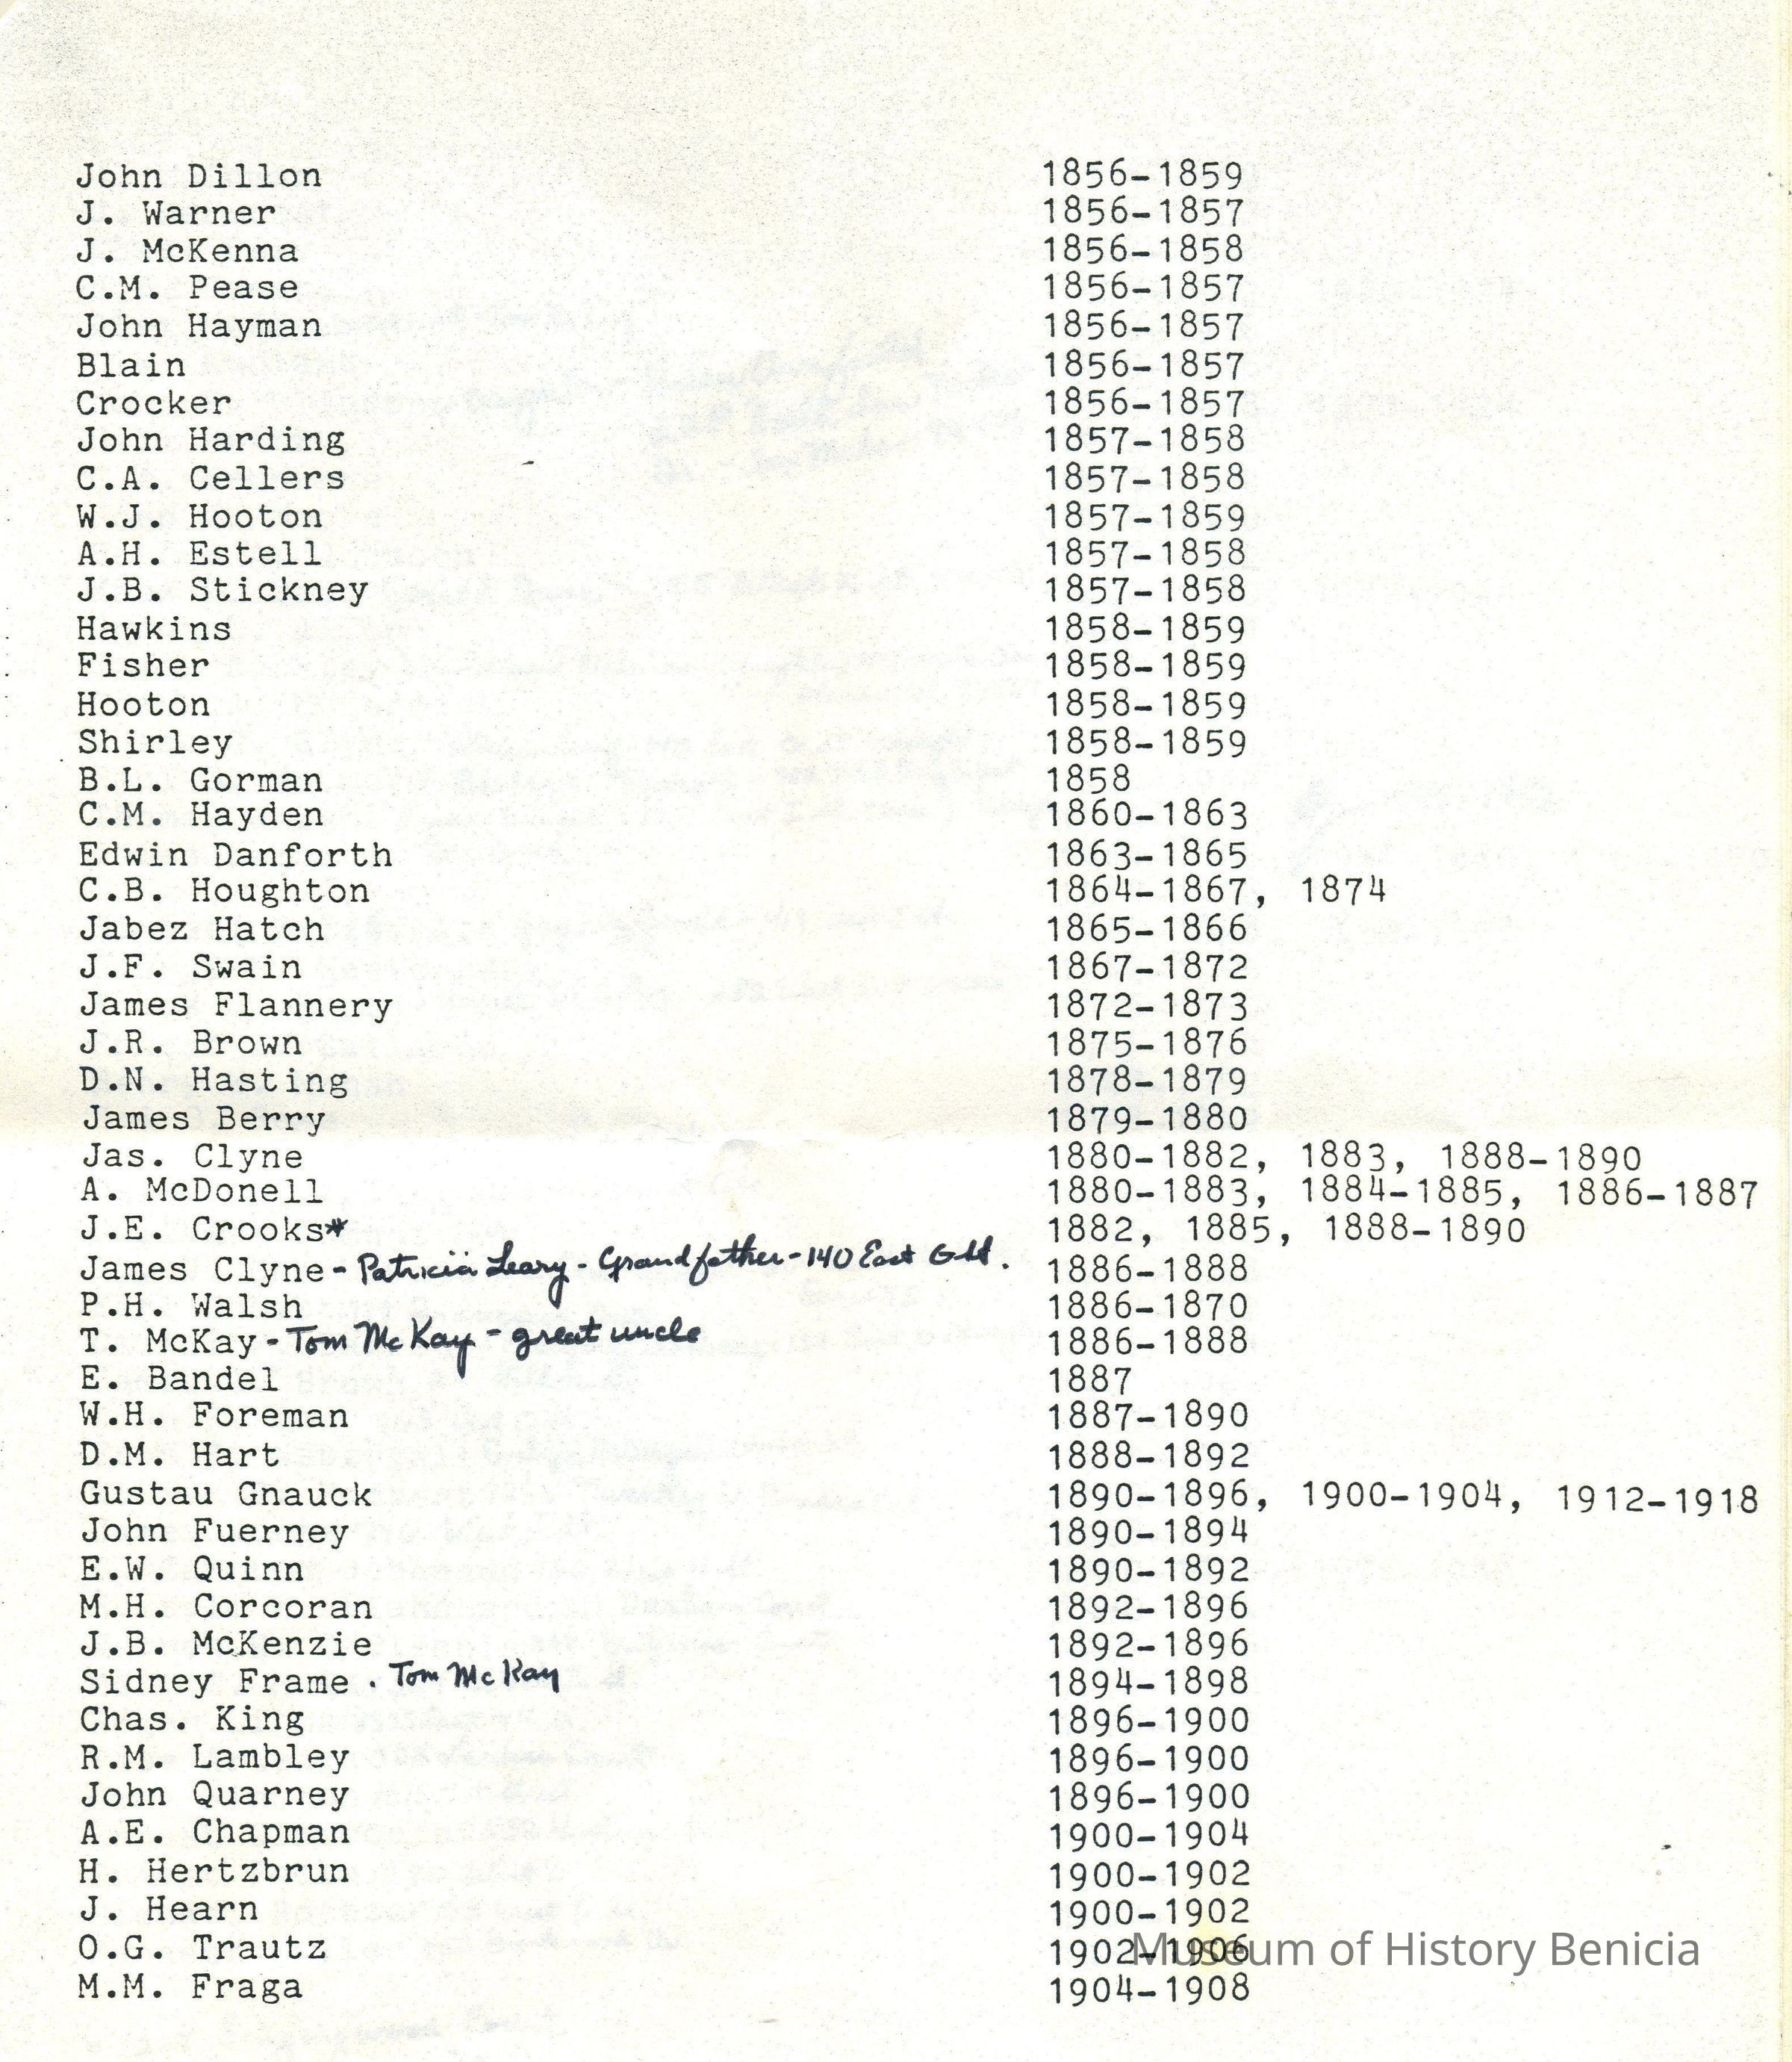 John Dillon 1856-1859
J. Warner 1856-1857
J. McKenna 1856-1858
C.M. Pease 1856-1857
John Hayman 1856-1857
Blain 1856-1857
Crocker 1856-1857
John Harding 1857-1858
C.A. Cellers 1857-1858
W.J. Hooton 1857-1859
A.H. Estell 1857-1858
J.B. Stickney 1857-1858
Hawkins 1858-1859
Fisher 1858-1859
Hooton 1858-1859
Shirley 1858-1859
B.L. Gorman 1858
C.M. Hayden 1860-1863
Edwin Danforth 1863-1865
C.B. Houghton 1864-1867, 1874
Jabez Hatch 1865-1866
J.F. Swain 1867-1872
James Flannery 1872-1873
J.R. Brown 1875-1876
D.N. Hasting 1878-1879
James Berry 1879-1880
Jas. Clyne 1880-1882, 1883, 1888-1890
A. McDonell 1880-1883, 1884-1885, 1886-1887
J.E. Crooks* 1882, 1885, 1888-1890
James Clyne - Patricia Leary - Grandfather - 140 East 1886-1888
P.H. Walsh 1886-1870
T. McKay - Tom McKay - great uncle 1886-1888
E. Bandel 1887
W.H. Foreman 1887-1890
D.M. Hart 1888-1892
Gustau Gnauck 1890-1896, 1900-1904, 1912-1918
John Fuerney 1890-1894
E.W. Quinn 1890-1892
M.H. Corcoran 1892-1896
J.B. McKenzie 1892-1896
Sidney Frame . Tom McKay 1894-1898
Chas. King 1896-1900
R.M. Lambley 1896-1900
John Quarney 1896-1900
A.E. Chapman 1900-1904
H. Hertzbrun 1900-1902
J. Hearn 1900-1902
O.G. Trautz 1902-1906
Museum of History Benicia
M.M. Fraga 1904-1908